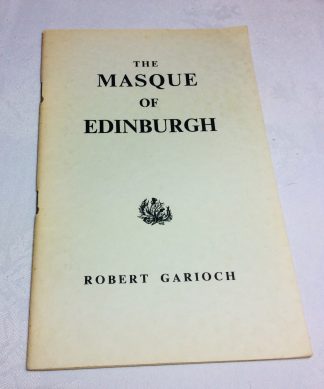 THE
MASQUE
OF
EDINBURGH
ROBERT GARIOCH